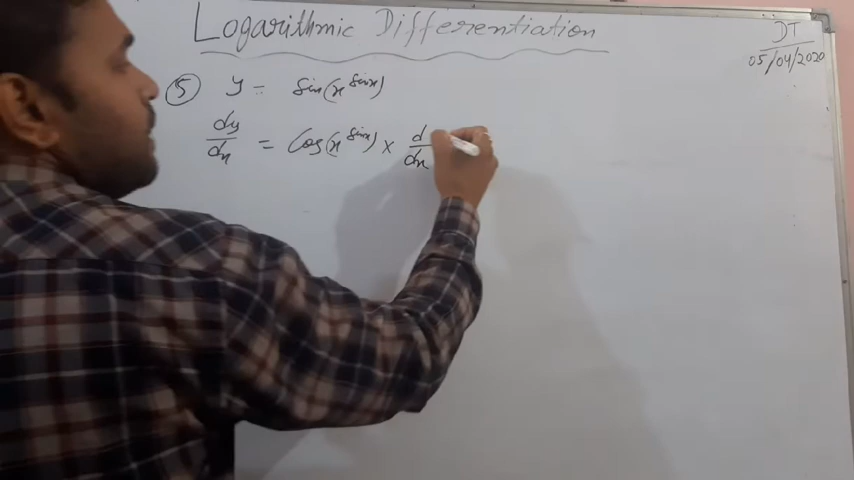 Logarithmic Differentiation
DT
05/04/2020
⑤ y = Sin(x^sinx)
dy/dx = Cos(x^sinx) × d/dx